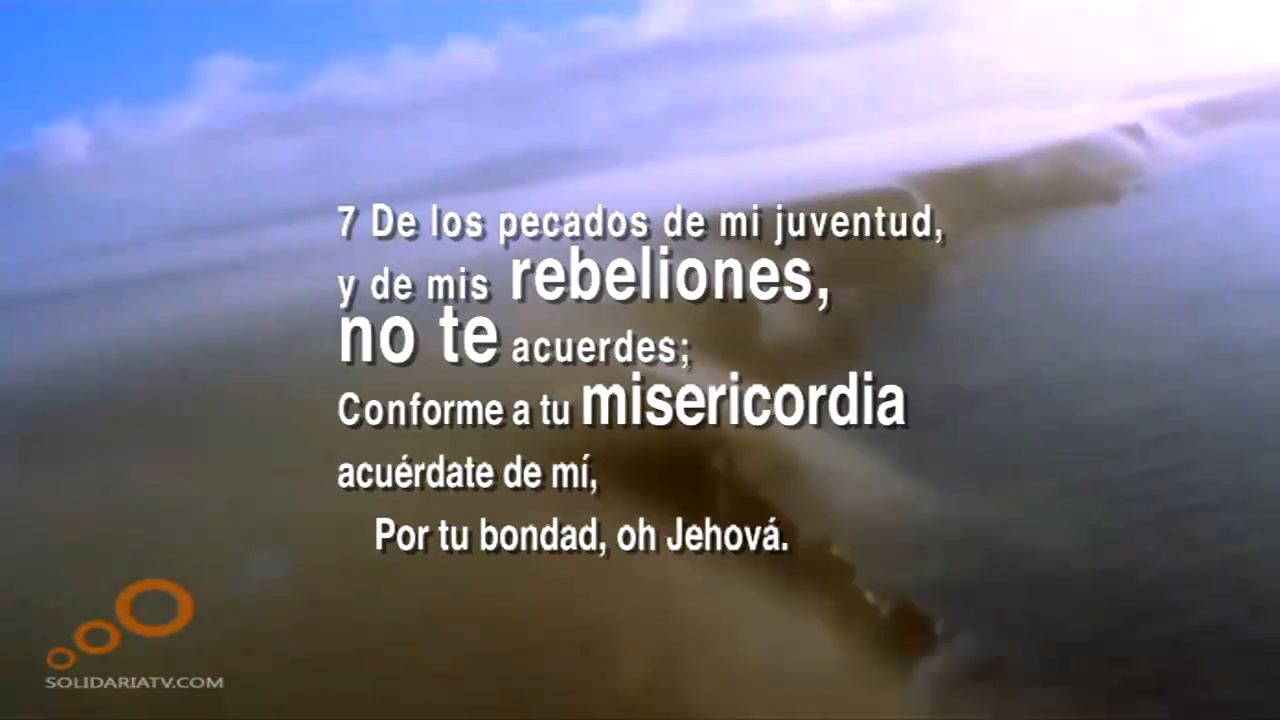 7 De los pecados de mi juventud,
y de mis rebeliones,
no te acuerdes;
Conforme a tu misericordia
acuérdate de mí,
Por tu bondad, oh Jehová.
SOLIDARIATV.COM